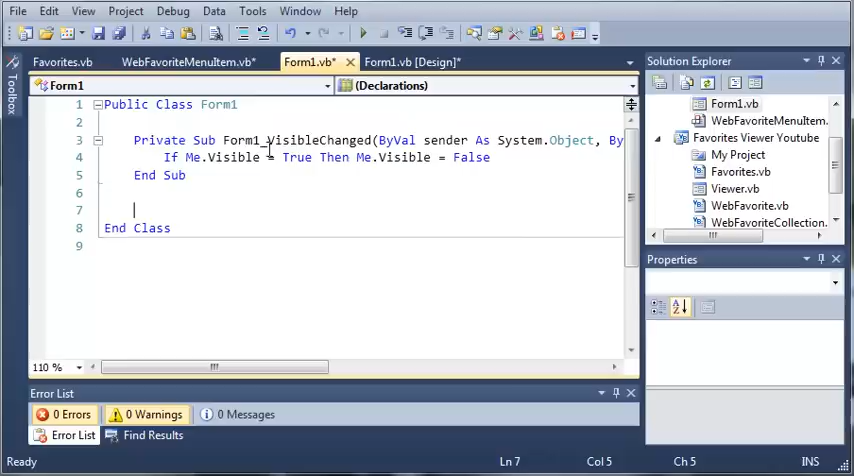 File Edit View Project Debug Data Tools Window Help
Toolbox
Favorites.vb WebFavoriteMenuItem.vb* Form1.vb* Form1.vb [Design]*
Form1 (Declarations)
1 Public Class Form1
2
3 Private Sub Form1_VisibleChanged(ByVal sender As System.Object, By
4 If Me.Visible = True Then Me.Visible = False
5 End Sub
6
7
8 End Class
9
110 %
Solution Explorer
Form1.vb
WebFavoriteMenuItem.
Favorites Viewer Youtube
My Project
Favorites.vb
Viewer.vb
WebFavorite.vb
WebFavoriteCollection.
Properties
Error List
0 Errors 0 Warnings 0 Messages
Error List Find Results
Ready Ln 7 Col 5 Ch 5 INS